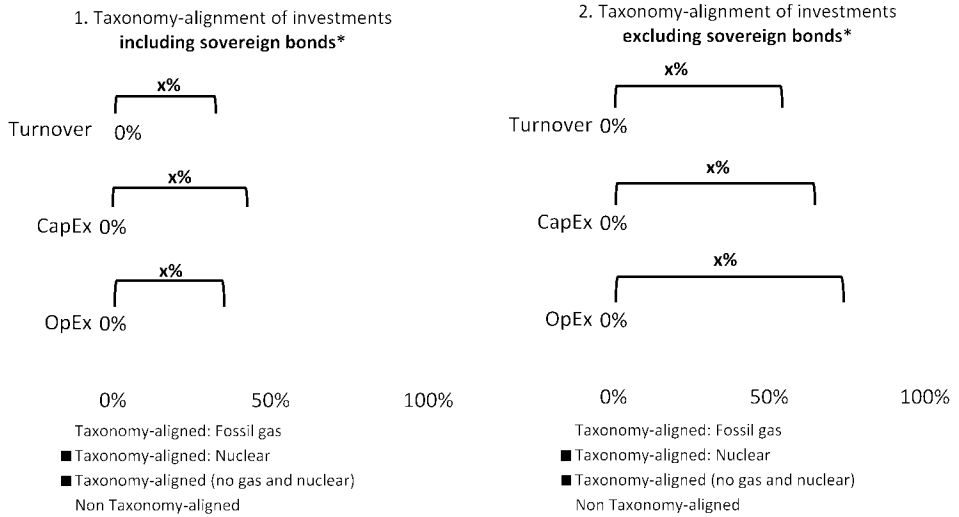 1. Taxonomy-alignment of investments
including sovereign bonds*
x%
Turnover 0%
x%
CapEx 0%
x%
OpEx 0%
0% 50% 100%
Taxonomy-aligned: Fossil gas
Taxonomy-aligned: Nuclear
Taxonomy-aligned (no gas and nuclear)
Non Taxonomy-aligned
2. Taxonomy-alignment of investments
excluding sovereign bonds*
x%
Turnover 0%
x%
CapEx 0%
x%
OpEx 0%
0% 50% 100%
Taxonomy-aligned: Fossil gas
Taxonomy-aligned: Nuclear
Taxonomy-aligned (no gas and nuclear)
Non Taxonomy-aligned